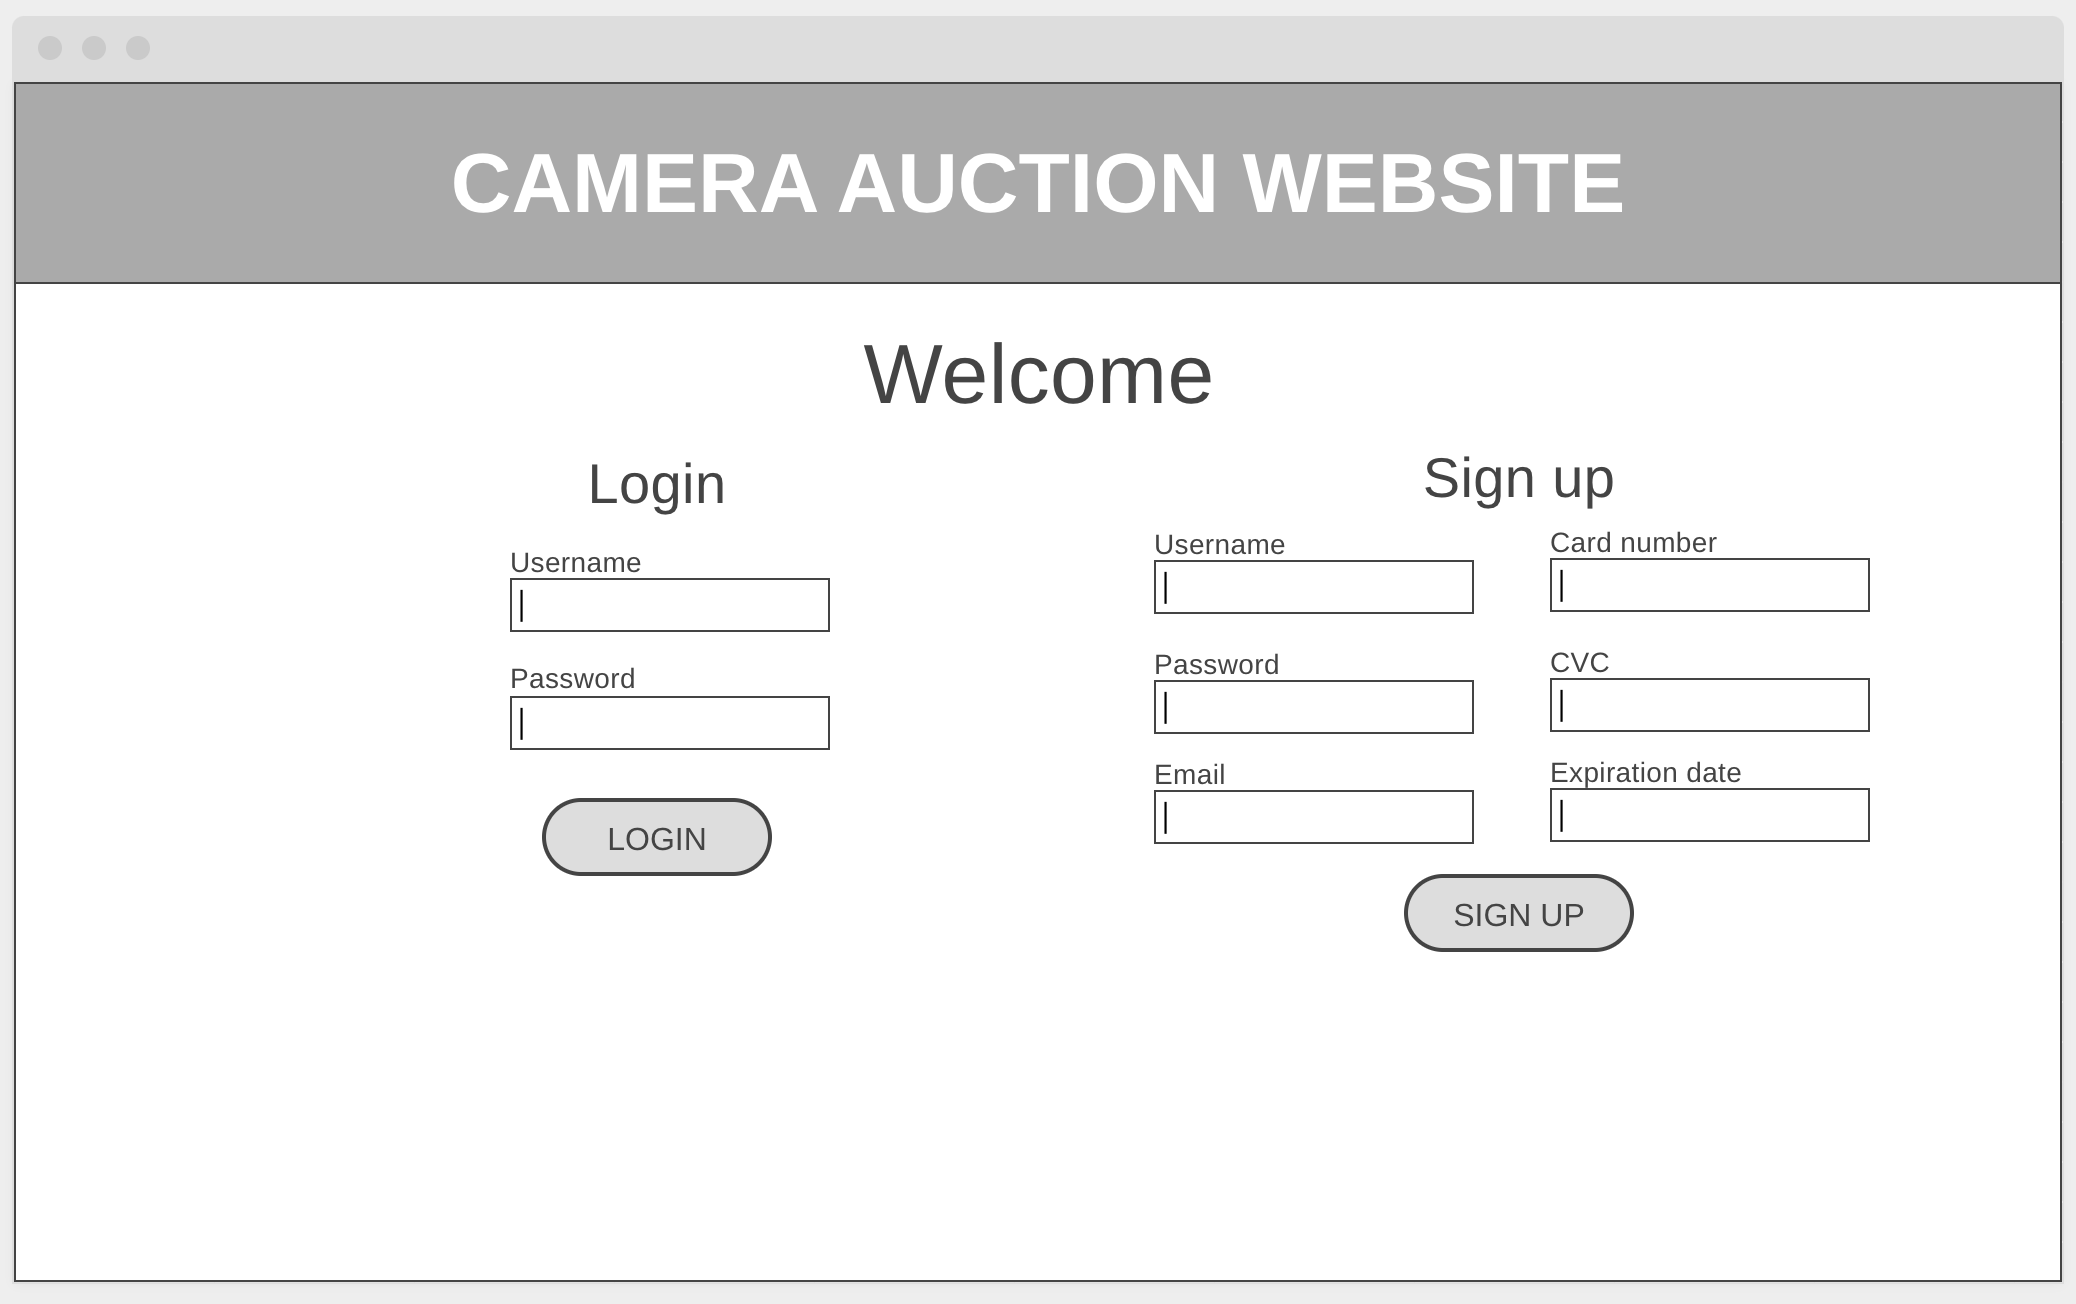 CAMERA AUCTION WEBSITE
Welcome
Login
Username
Password
LOGIN
Sign up
Username
Password
Email
Card number
CVC
Expiration date
SIGN UP